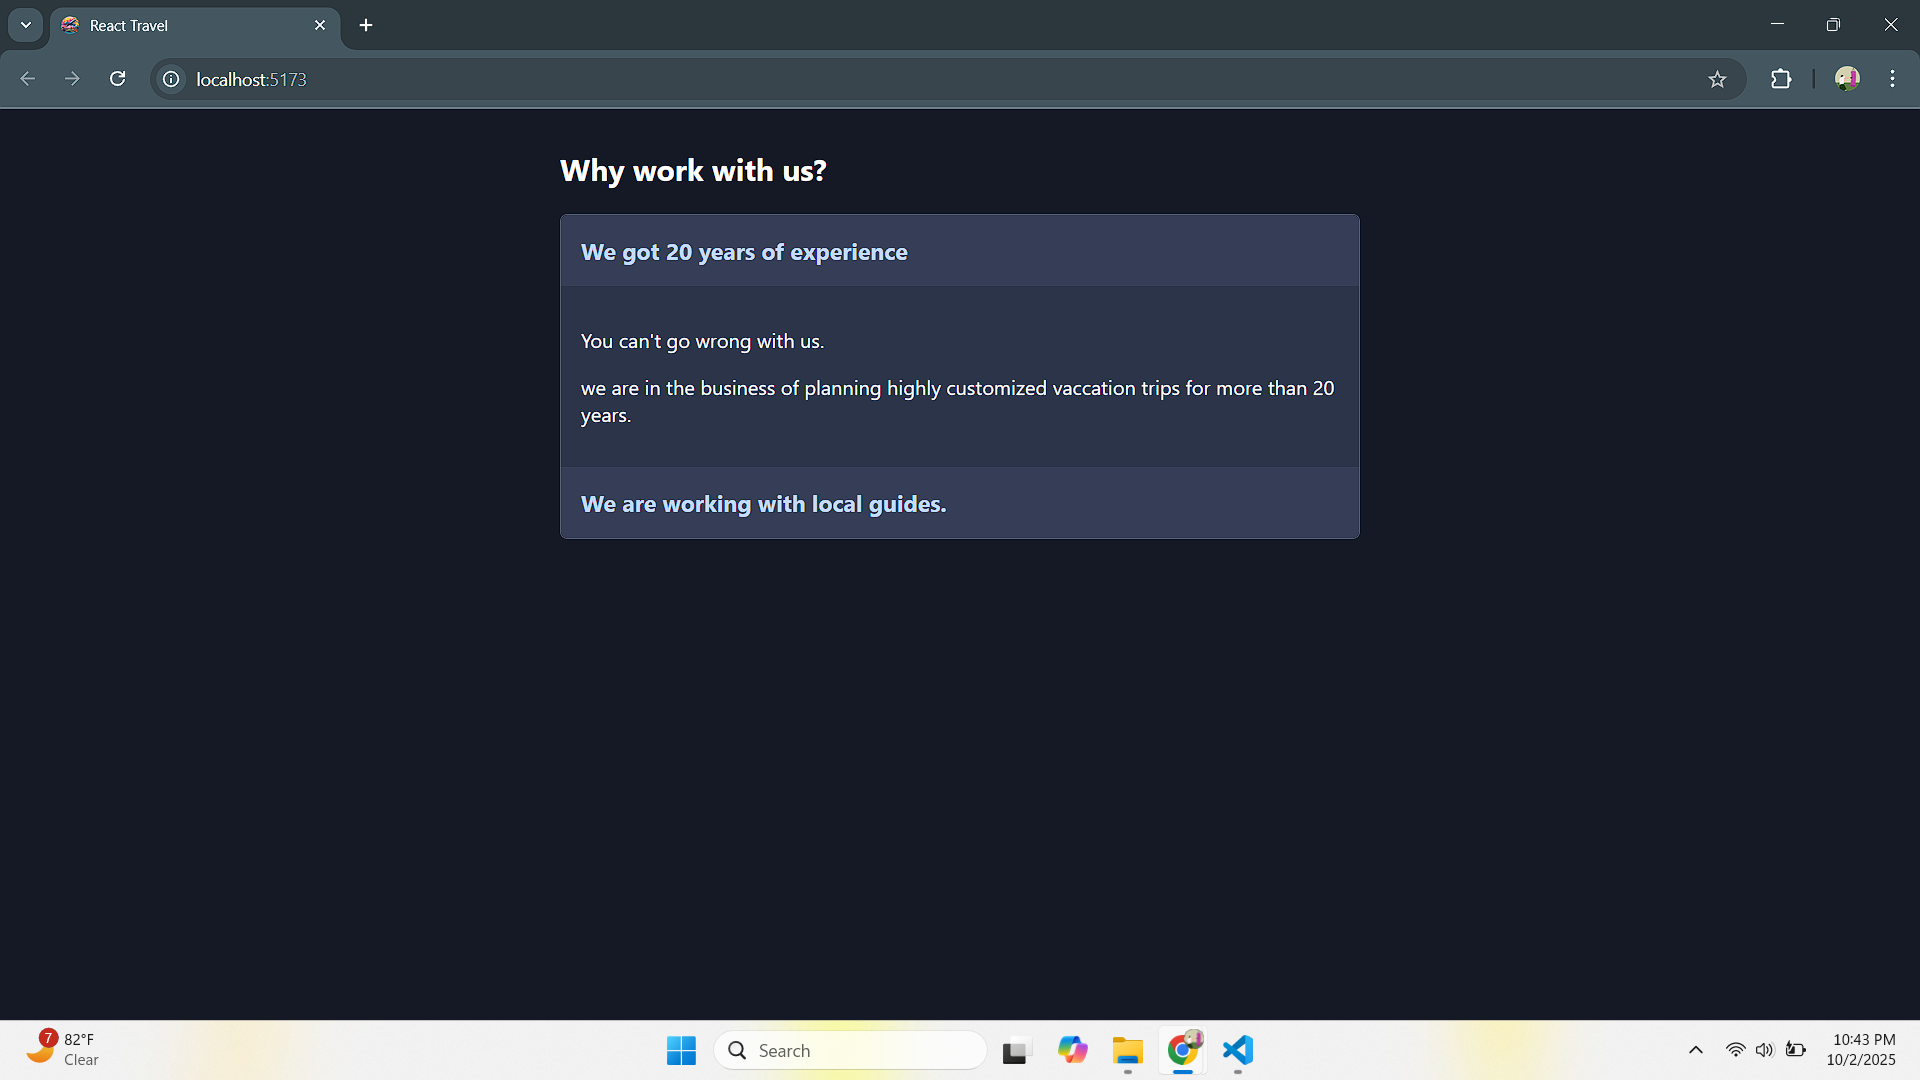 React Travel
localhost:5173
Why work with us?
We got 20 years of experience
You can't go wrong with us.
we are in the business of planning highly customized vaccation trips for more than 20
years.
We are working with local guides.
7
82°F
Clear
Search
10:43 PM
10/2/2025